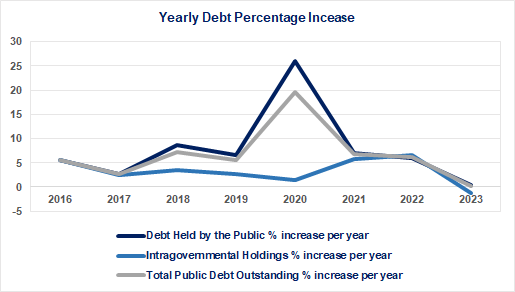 Yearly Debt Percentage Incease
30
25
20
15
10
5
0
-5
2016 2017 2018 2019 2020 2021 2022 2023
Debt Held by the Public % increase per year
Intragovernmental Holdings % increase per year
Total Public Debt Outstanding % increase per year